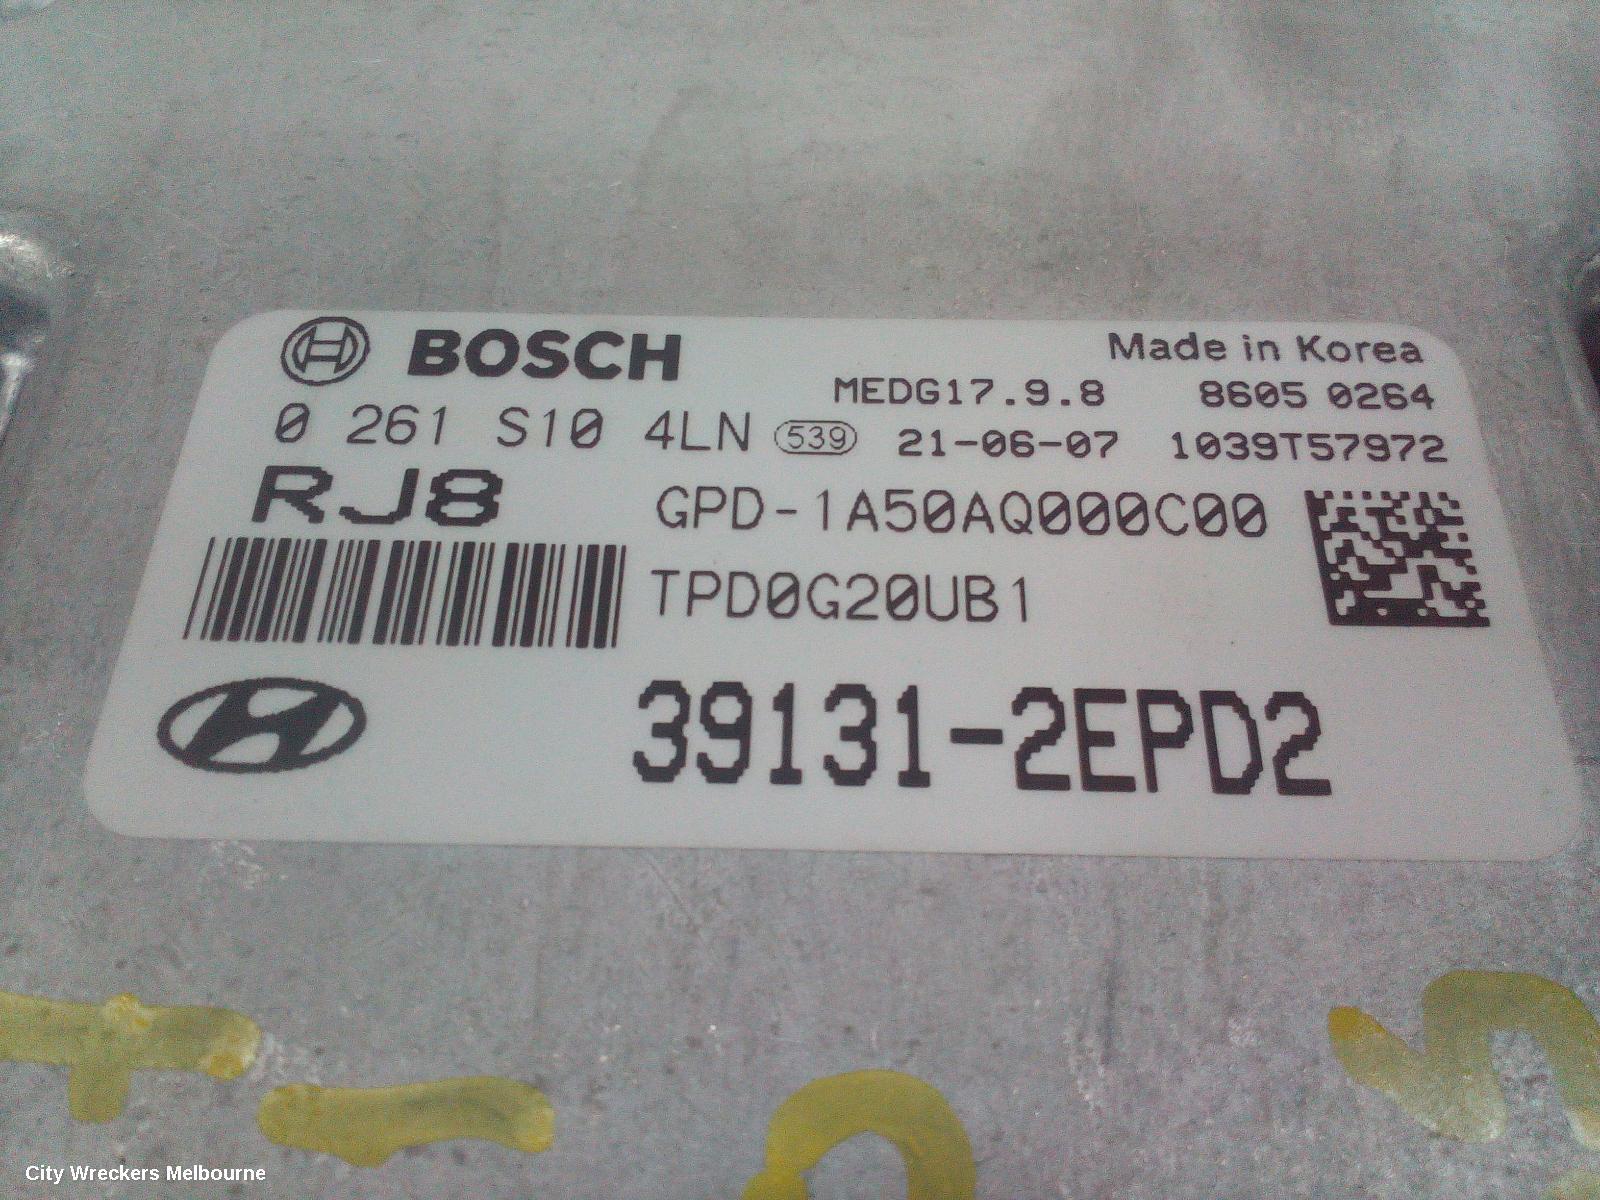 BOSCH
Made in Korea
MEDG17.9.8 8605 0264
0 261 S10 4LN 539 21-06-07 1039T57972
RJ8 GPD-1A50AQ000C00
TPD0G20UB1
39131-2EPD2
City Wreckers Melbourne